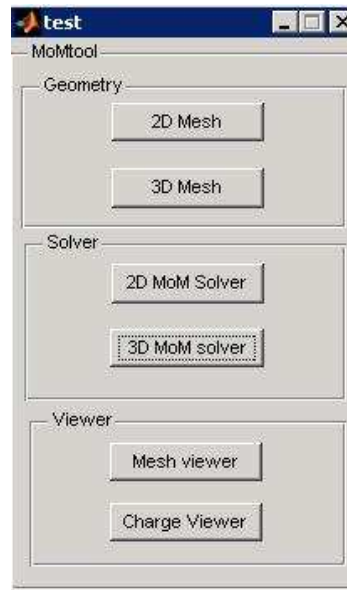 test
MoMtool
Geometry
2D Mesh
3D Mesh
Solver
2D MoM Solver
3D MoM solver
Viewer
Mesh viewer
Charge Viewer